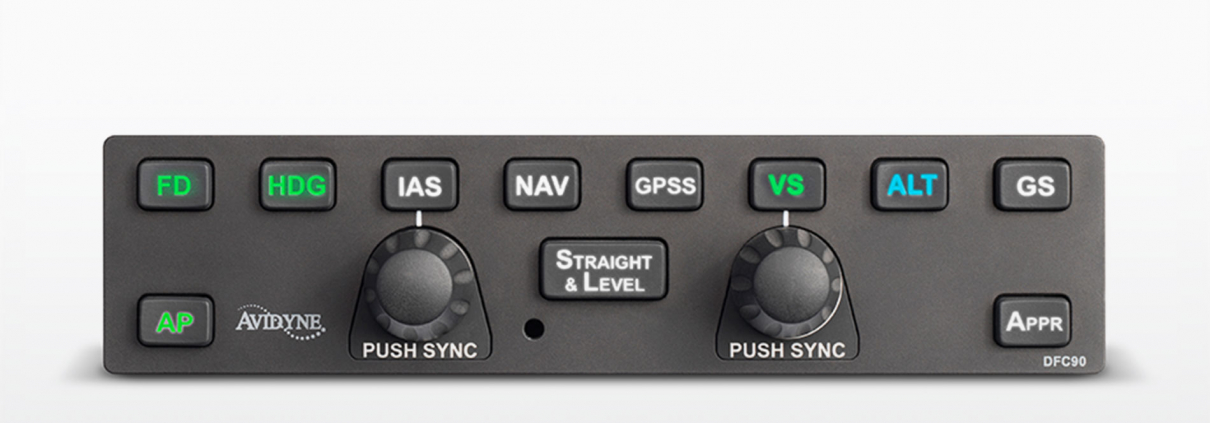 FD HDG IAS NAV GPSS VS ALT GS
STRAIGHT
& LEVEL
AP AVIDYNE. APPR
PUSH SYNC PUSH SYNC
DFC90